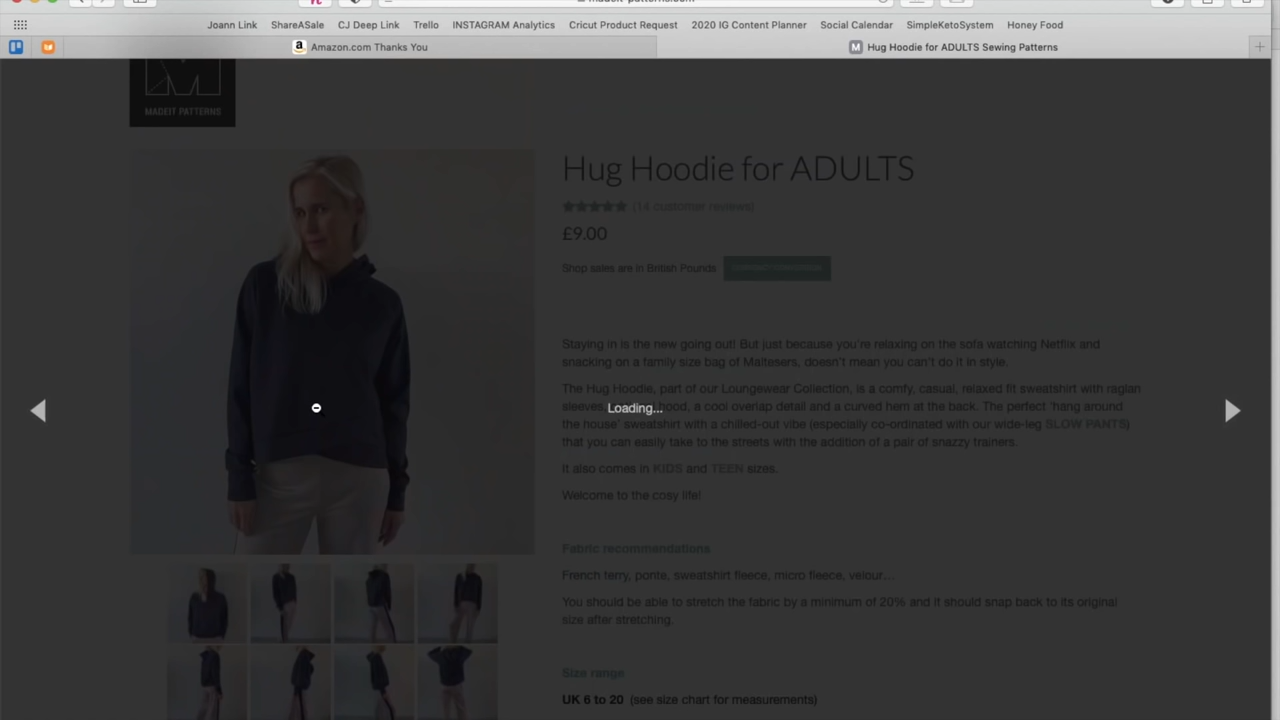 Joann Link ShareASale CJ Deep Link Trello INSTAGRAM Analytics Cricut Product Request 2020 IG Content Planner Social Calendar SimpleKetoSystem Honey Food
Amazon.com Thanks You
M Hug Hoodie for ADULTS Sewing Patterns
MADEIT PATTERNS
Hug Hoodie for ADULTS
(14 customer reviews)
£9.00
Shop sales are in British Pounds
Staying in is the new going out! But just because you're relaxing on the sofa watching Netflix and
snacking on a family size bag of Maltesers, doesn't mean you can't do it in style.
The Hug Hoodie, part of our Loungewear Collection, is a comfy, casual, relaxed fit sweatshirt with raglan
sleeves, hood, a cool overlap detail and a curved hem at the back. The perfect 'hang around
Loading...
the house' sweatshirt with a chilled-out vibe (especially co-ordinated with our wide-leg SLOW PANTS)
that you can easily take to the streets with the addition of a pair of snazzy trainers.
It also comes in KIDS and TEEN sizes.
Welcome to the cosy life!
Fabric recommendations
French terry, ponte, sweatshirt fleece, micro fleece, velour...
You should be able to stretch the fabric by a minimum of 20% and it should snap back to its original
size after stretching.
Size range
UK 6 to 20 (see size chart for measurements)